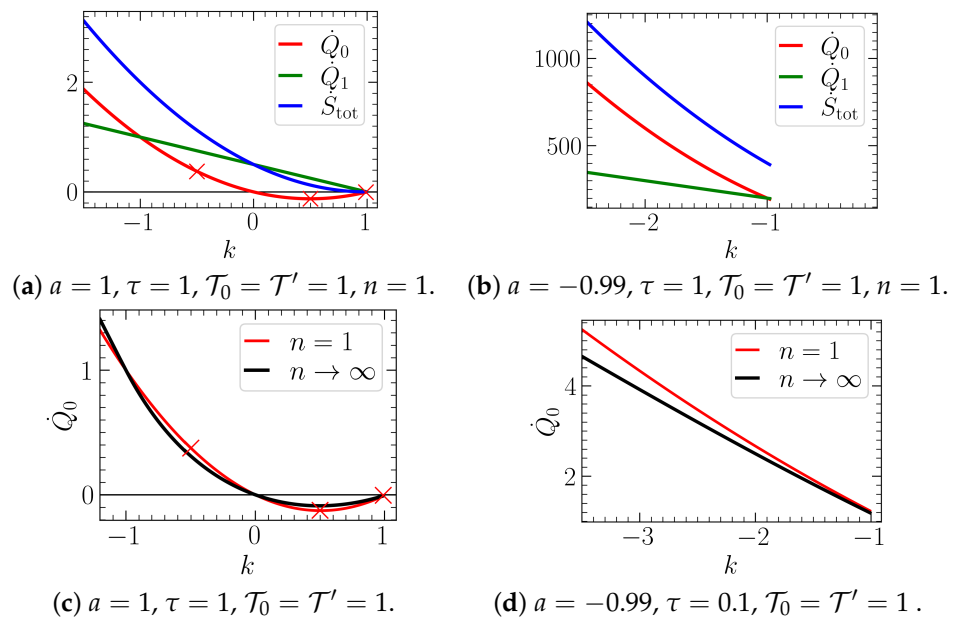 2
0
−1
0
1
k
Q̇₀
Q̇₁
Ṡtot
(a) a = 1, τ = 1, 𝒯₀ = 𝒯′ = 1, n = 1.
1000
500
−2
−1
k
Q̇₀
Q̇₁
Ṡtot
(b) a = −0.99, τ = 1, 𝒯₀ = 𝒯′ = 1, n = 1.
Q̇₀
1
0
−1
0
1
k
n = 1
n → ∞
(c) a = 1, τ = 1, 𝒯₀ = 𝒯′ = 1.
Q̇₀
4
2
−3
−2
−1
k
n = 1
n → ∞
(d) a = −0.99, τ = 0.1, 𝒯₀ = 𝒯′ = 1 .